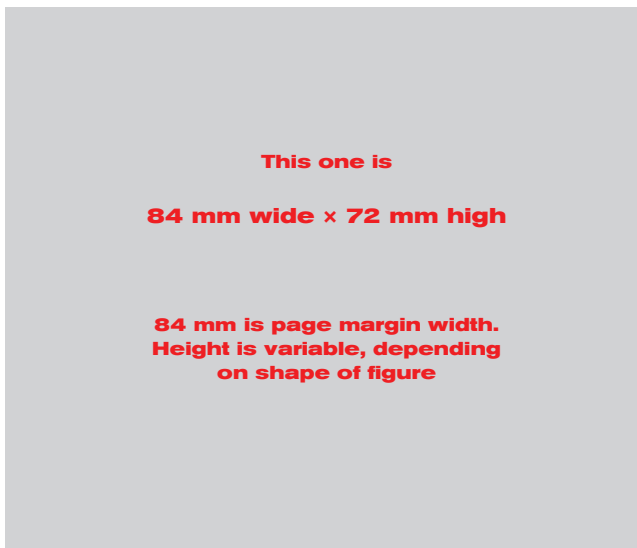 This one is
84 mm wide × 72 mm high
84 mm is page margin width.
Height is variable, depending
on shape of figure